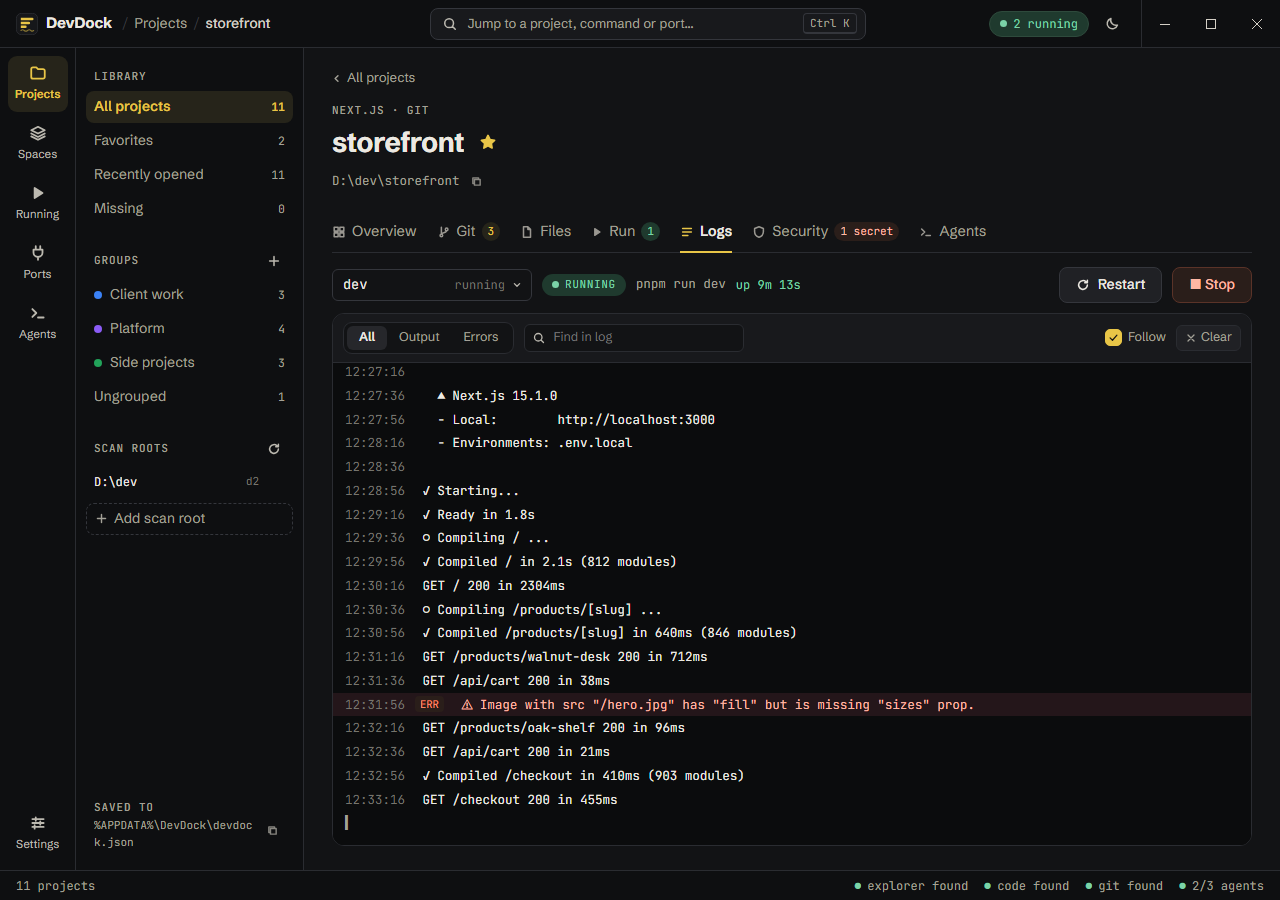 DevDock / Projects / storefront
Jump to a project, command or port... Ctrl K
2 running
Projects
Spaces
Running
Ports
Agents
Settings
LIBRARY
All projects 11
Favorites 2
Recently opened 11
Missing 0
GROUPS
Client work 3
Platform 4
Side projects 3
Ungrouped 1
SCAN ROOTS
D:\dev d2
Add scan root
SAVED TO
%APPDATA%\DevDock\devdoc
k.json
All projects
NEXT.JS · GIT
storefront
D:\dev\storefront
Overview Git 3 Files Run 1 Logs Security 1 secret Agents
dev running RUNNING pnpm run dev up 9m 13s Restart Stop
All Output Errors Find in log Follow Clear
12:27:16
12:27:36 ▲ Next.js 15.1.0
12:27:56 - Local: http://localhost:3000
12:28:16 - Environments: .env.local
12:28:36
12:28:56 ✓ Starting...
12:29:16 ✓ Ready in 1.8s
12:29:36 ○ Compiling / ...
12:29:56 ✓ Compiled / in 2.1s (812 modules)
12:30:16 GET / 200 in 2304ms
12:30:36 ○ Compiling /products/[slug] ...
12:30:56 ✓ Compiled /products/[slug] in 640ms (846 modules)
12:31:16 GET /products/walnut-desk 200 in 712ms
12:31:36 GET /api/cart 200 in 38ms
12:31:56 ERR ⚠ Image with src "/hero.jpg" has "fill" but is missing "sizes" prop.
12:32:16 GET /products/oak-shelf 200 in 96ms
12:32:36 GET /api/cart 200 in 21ms
12:32:56 ✓ Compiled /checkout in 410ms (903 modules)
12:33:16 GET /checkout 200 in 455ms
11 projects
explorer found code found git found 2/3 agents